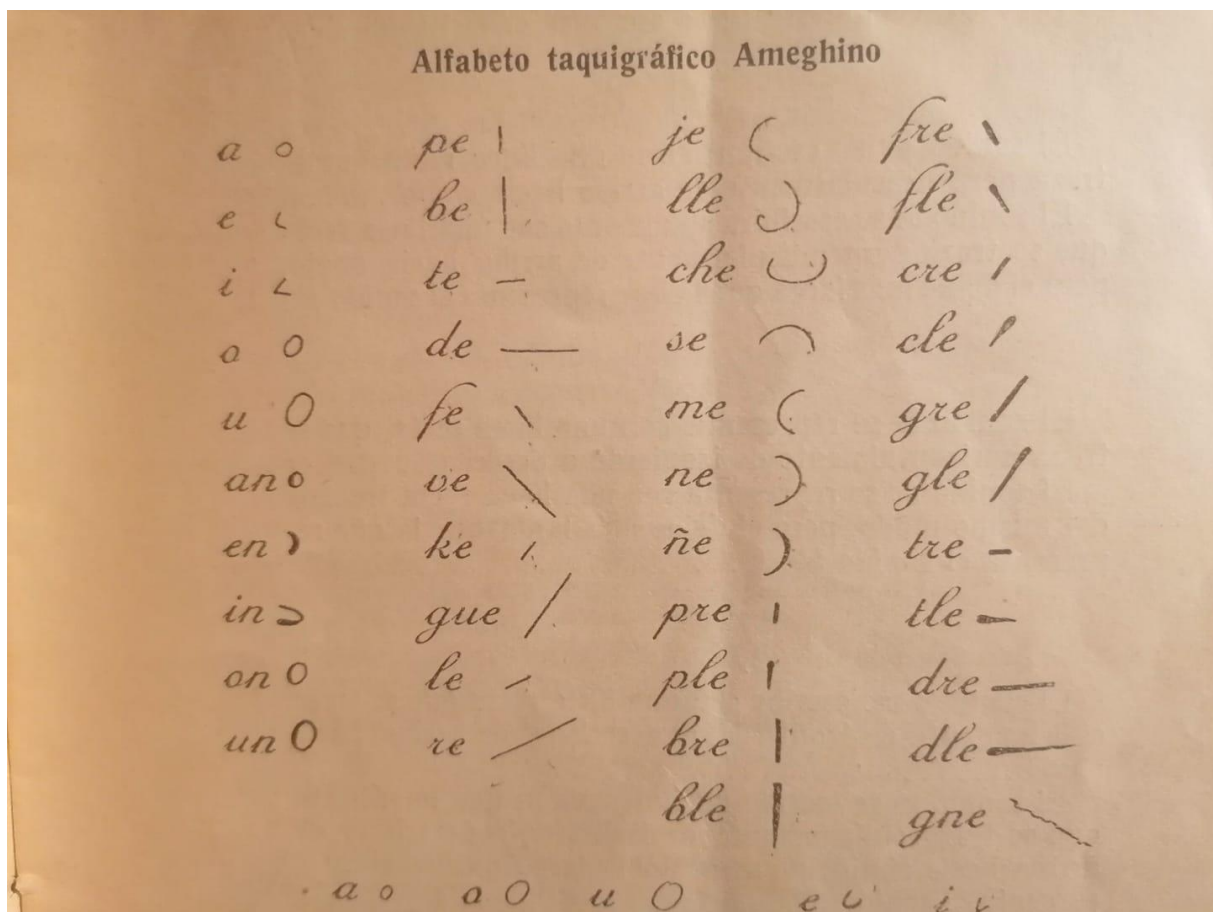 Alfabeto taquigráfico Ameghino
a pe je fre
e be lle fle
i te che cre
o de se cle
u fe me gre
an ve ne gle
en ke ñe tre
in gue pre tle
on le ple dre
un re bre dle
ble gne
a o u e i